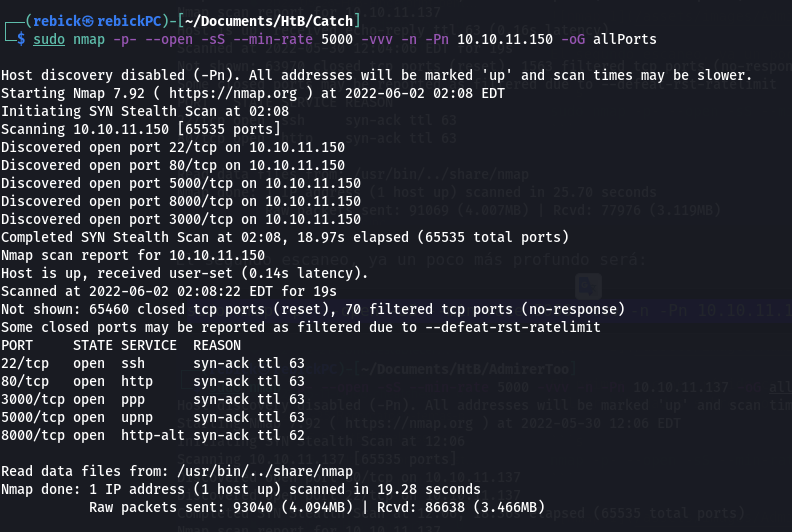 ┌──(rebick㉿rebickPC)-[~/Documents/HtB/Catch]
└─$ sudo nmap -p- --open -sS --min-rate 5000 -vvv -n -Pn 10.10.11.150 -oG allPorts
Host discovery disabled (-Pn). All addresses will be marked 'up' and scan times may be slower.
Starting Nmap 7.92 ( https://nmap.org ) at 2022-06-02 02:08 EDT
Initiating SYN Stealth Scan at 02:08
Scanning 10.10.11.150 [65535 ports]
Discovered open port 22/tcp on 10.10.11.150
Discovered open port 80/tcp on 10.10.11.150
Discovered open port 5000/tcp on 10.10.11.150
Discovered open port 8000/tcp on 10.10.11.150
Discovered open port 3000/tcp on 10.10.11.150
Completed SYN Stealth Scan at 02:08, 18.97s elapsed (65535 total ports)
Nmap scan report for 10.10.11.150
Host is up, received user-set (0.14s latency).
Scanned at 2022-06-02 02:08:22 EDT for 19s
Not shown: 65460 closed tcp ports (reset), 70 filtered tcp ports (no-response)
Some closed ports may be reported as filtered due to --defeat-rst-ratelimit
PORT     STATE SERVICE  REASON
22/tcp   open  ssh      syn-ack ttl 63
80/tcp   open  http     syn-ack ttl 63
3000/tcp open  ppp      syn-ack ttl 63
5000/tcp open  upnp     syn-ack ttl 63
8000/tcp open  http-alt syn-ack ttl 62
Read data files from: /usr/bin/../share/nmap
Nmap done: 1 IP address (1 host up) scanned in 19.28 seconds
           Raw packets sent: 93040 (4.094MB) | Rcvd: 86638 (3.466MB)